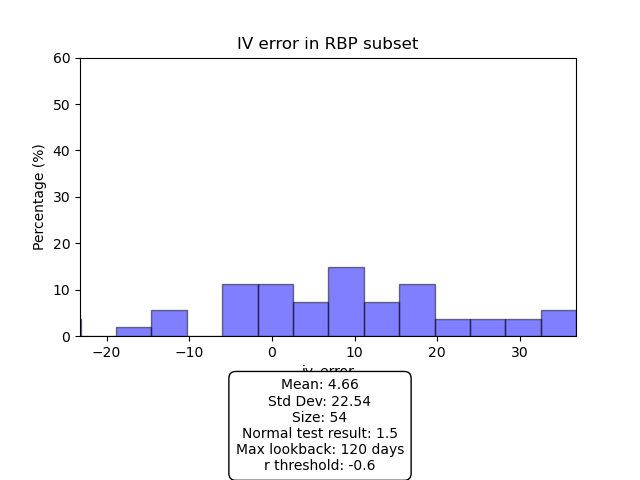 IV error in RBP subset
60
50
40
30
20
10
0
Percentage (%)
−20
−10
0
10
20
30
iv_error
Mean: 4.66
Std Dev: 22.54
Size: 54
Normal test result: 1.5
Max lookback: 120 days
r threshold: -0.6